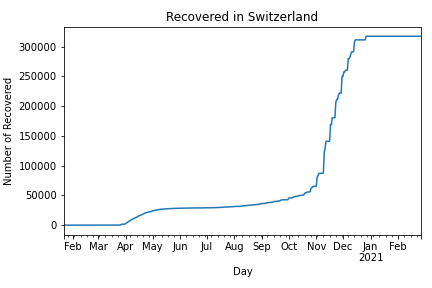 Recovered in Switzerland
Number of Recovered
300000
250000
200000
150000
100000
50000
0
Feb Mar Apr May Jun Jul Aug Sep Oct Nov Dec Jan Feb
2021
Day